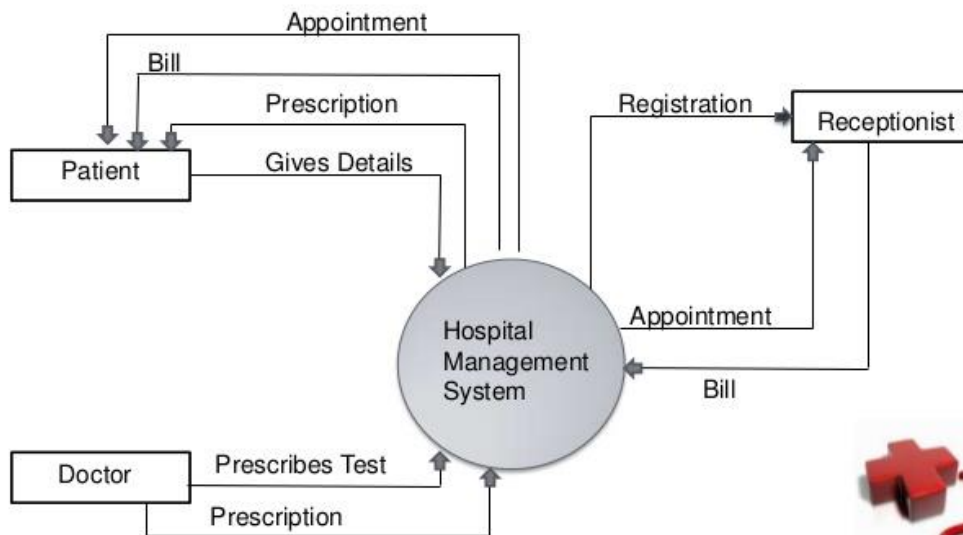 Appointment
Bill
Prescription
Registration
Receptionist
Patient
Gives Details
Hospital
Management
System
Appointment
Bill
Doctor
Prescribes Test
Prescription